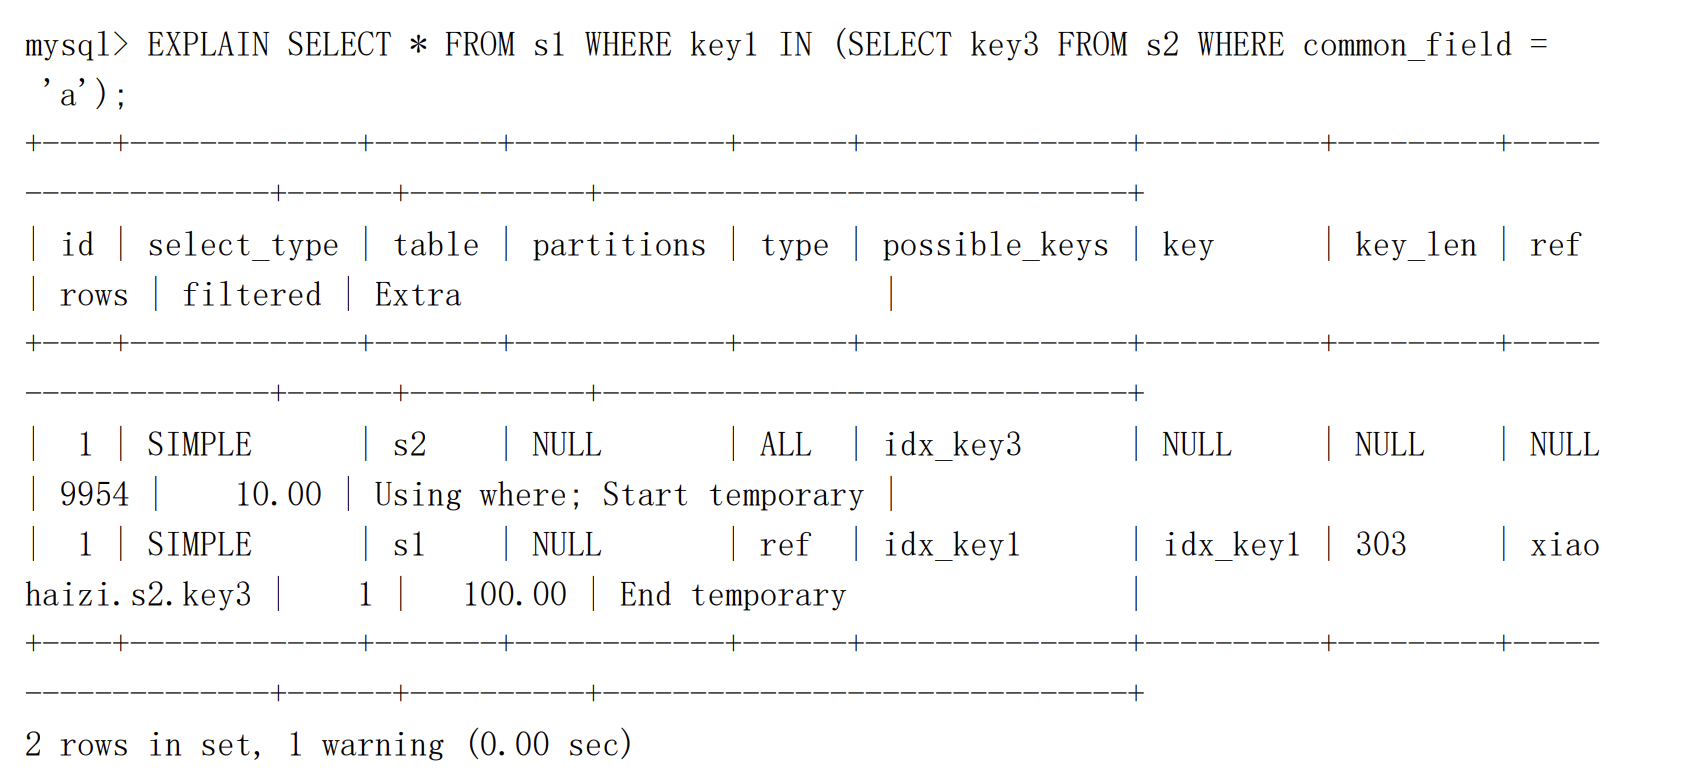 mysql> EXPLAIN SELECT * FROM s1 WHERE key1 IN (SELECT key3 FROM s2 WHERE common_field =
 'a');
+----+-------------+-------+------------+------+---------------+----------+---------+-----
--------------+------+----------+------------------------------+
| id | select_type | table | partitions | type | possible_keys | key      | key_len | ref
| rows | filtered | Extra                        |
+----+-------------+-------+------------+------+---------------+----------+---------+-----
--------------+------+----------+------------------------------+
|  1 | SIMPLE      | s2    | NULL       | ALL  | idx_key3      | NULL     | NULL    | NULL
| 9954 |    10.00 | Using where; Start temporary |
|  1 | SIMPLE      | s1    | NULL       | ref  | idx_key1      | idx_key1 | 303     | xiao
haizi.s2.key3 |    1 |   100.00 | End temporary                |
+----+-------------+-------+------------+------+---------------+----------+---------+-----
--------------+------+----------+------------------------------+
2 rows in set, 1 warning (0.00 sec)